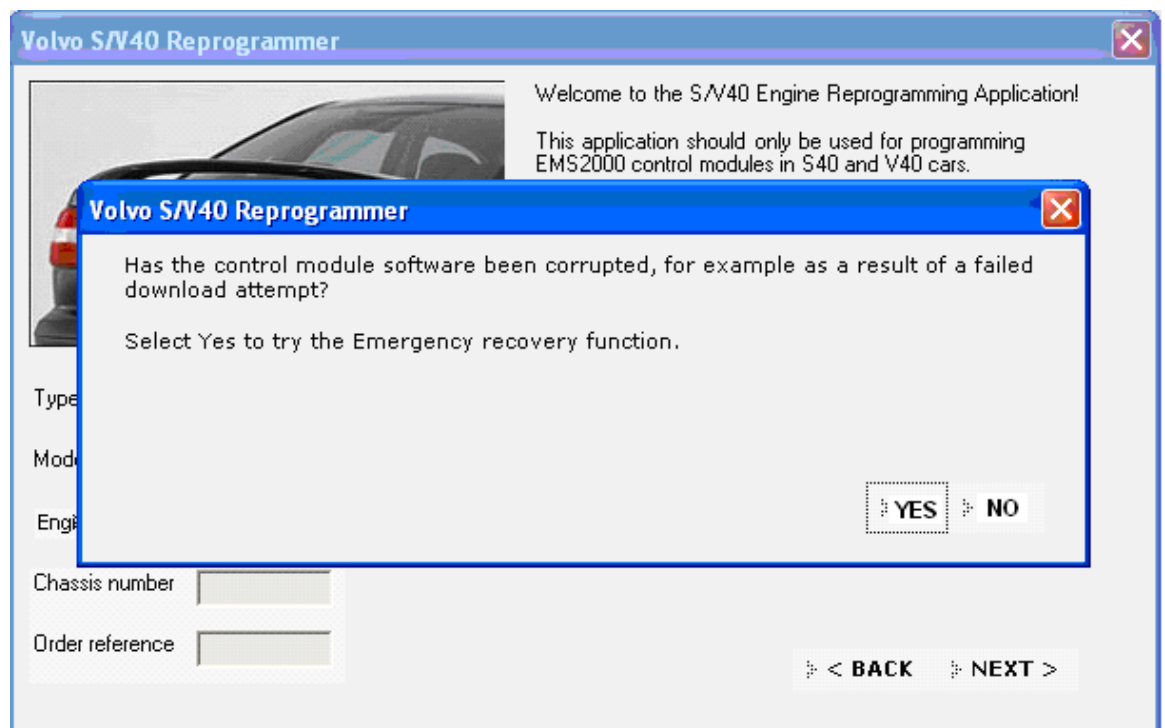 Volvo S/V40 Reprogrammer
Welcome to the S/V40 Engine Reprogramming Application!
This application should only be used for programming
EMS2000 control modules in S40 and V40 cars.
Volvo S/V40 Reprogrammer
Has the control module software been corrupted, for example as a result of a failed
download attempt?
Select Yes to try the Emergency recovery function.
Type
YES NO
Chassis number
Order reference
< BACK NEXT >